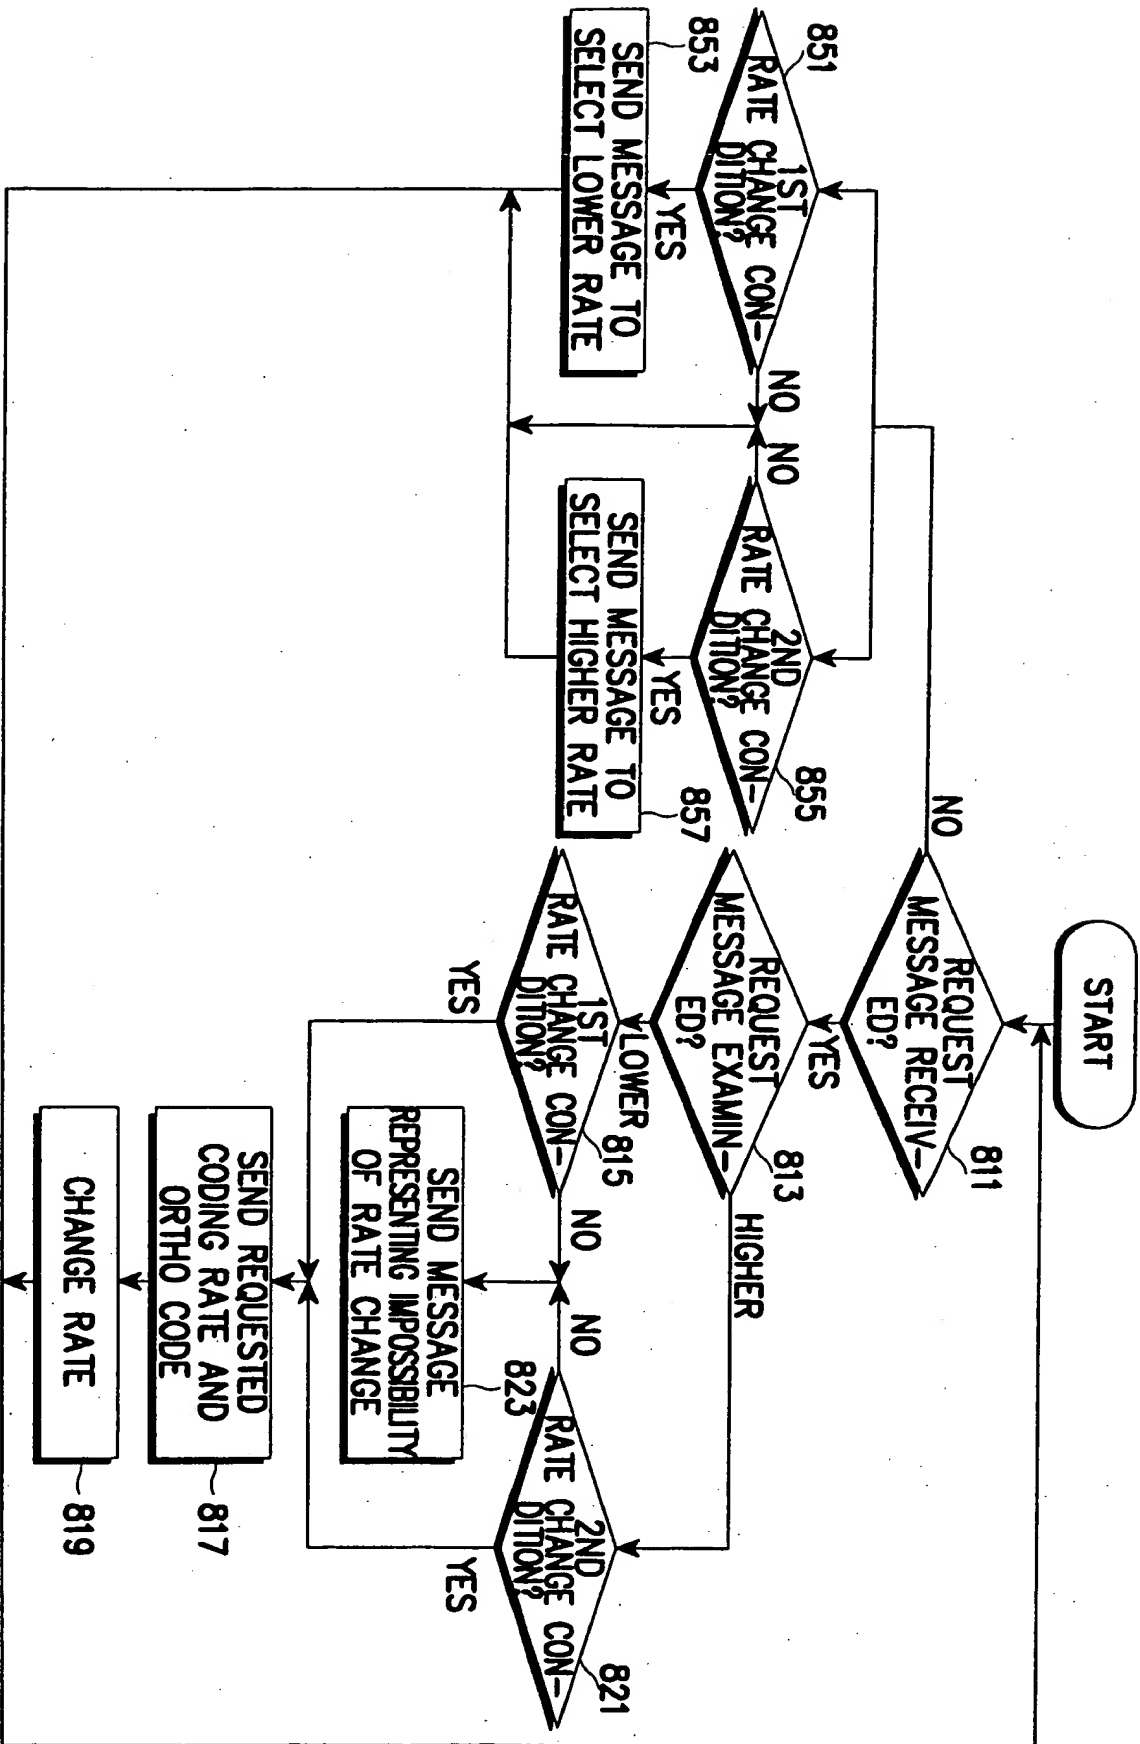 START
REQUEST
MESSAGE RECEIV-
ED?
811
NO
YES
REQUEST
MESSAGE EXAMIN-
ED?
813
HIGHER
LOWER
1ST
RATE CHANGE CON-
DITION?
851
NO
YES
SEND MESSAGE TO
SELECT LOWER RATE
853
2ND
RATE CHANGE CON-
DITION?
855
NO
YES
SEND MESSAGE TO
SELECT HIGHER RATE
857
1ST
RATE CHANGE CON-
DITION?
815
NO
YES
2ND
RATE CHANGE CON-
DITION?
821
NO
YES
SEND MESSAGE
REPRESENTING IMPOSSIBILITY
OF RATE CHANGE
823
SEND REQUESTED
CODING RATE AND
ORTHO CODE
817
CHANGE RATE
819